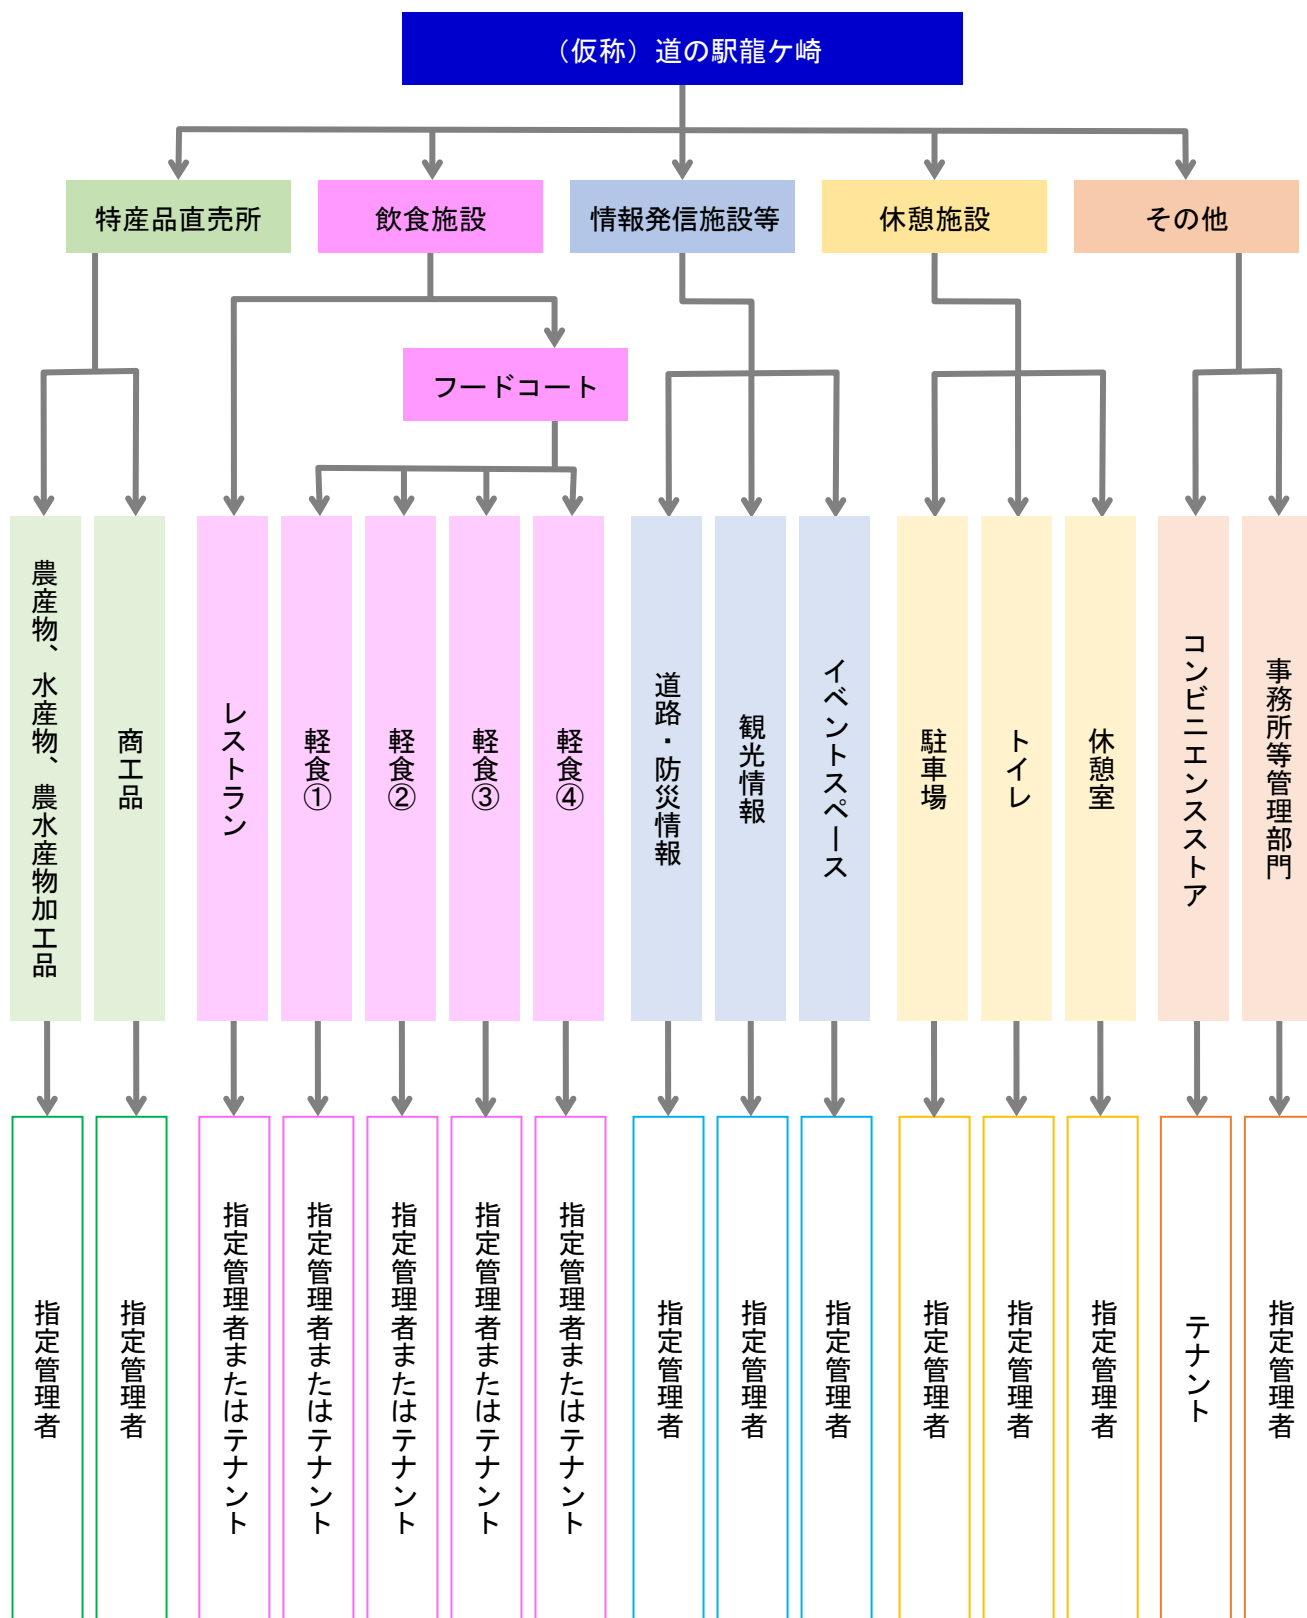 （仮称）道の駅龍ケ崎
特産品直売所
飲食施設
情報発信施設等
休憩施設
その他
フードコート
農産物、水産物、農水産物加工品
商工品
レストラン
軽食①
軽食②
軽食③
軽食④
道路・防災情報
観光情報
イベントスペース
駐車場
トイレ
休憩室
コンビニエンスストア
事務所等管理部門
指定管理者
指定管理者
指定管理者またはテナント
指定管理者またはテナント
指定管理者またはテナント
指定管理者またはテナント
指定管理者またはテナント
指定管理者
指定管理者
指定管理者
指定管理者
指定管理者
指定管理者
テナント
指定管理者